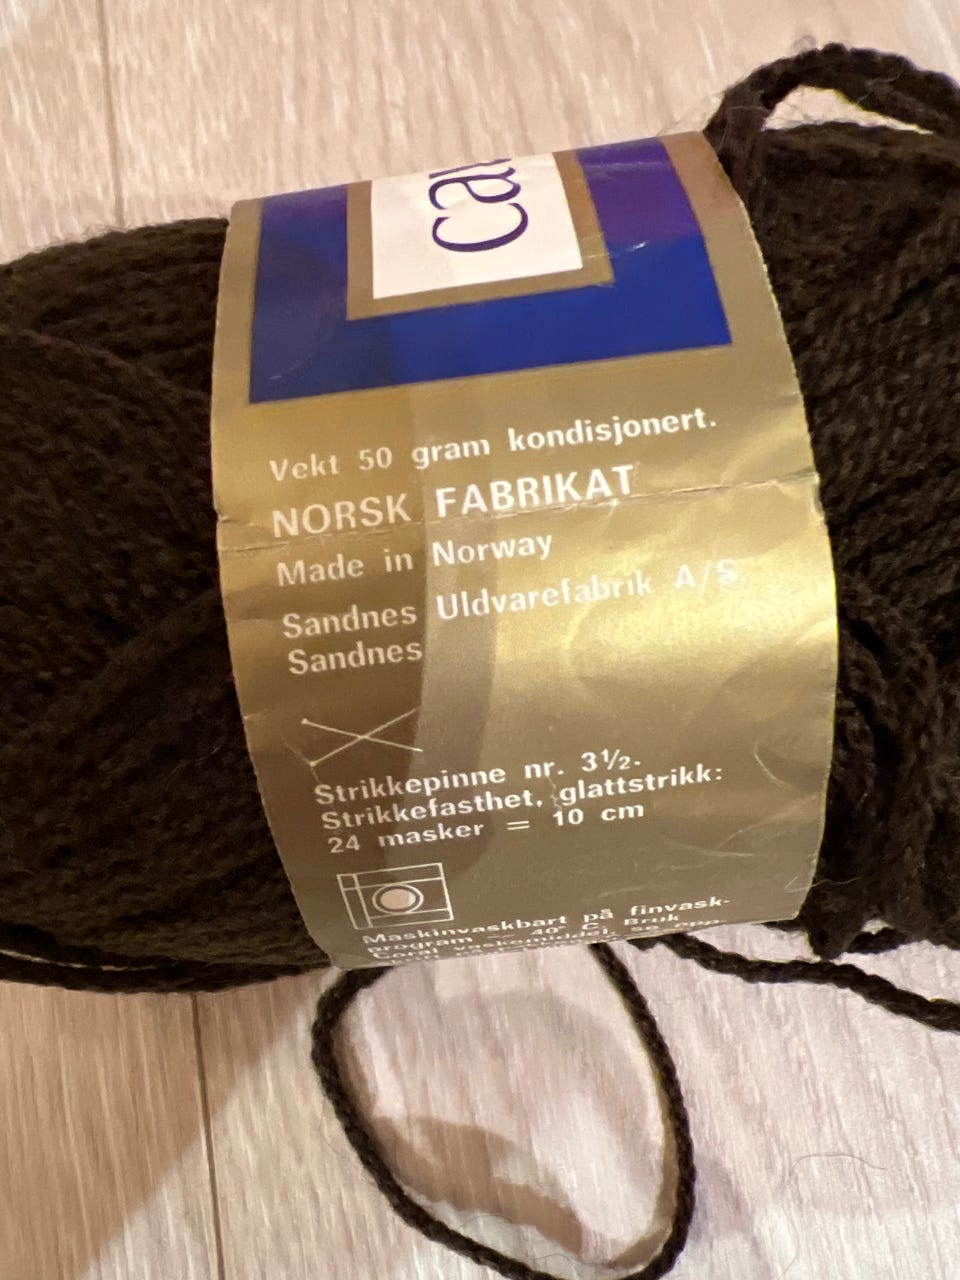 Vekt 50 gram kondisjonert.
NORSK FABRIKAT
Made in Norway
Sandnes Uldvarefabrik A/S
Sandnes
Strikkepinne nr. 3½.
Strikkefasthet, glattstrikk:
24 masker = 10 cm
Maskinvaskbart på finvask-
program — 40° C. Bruk